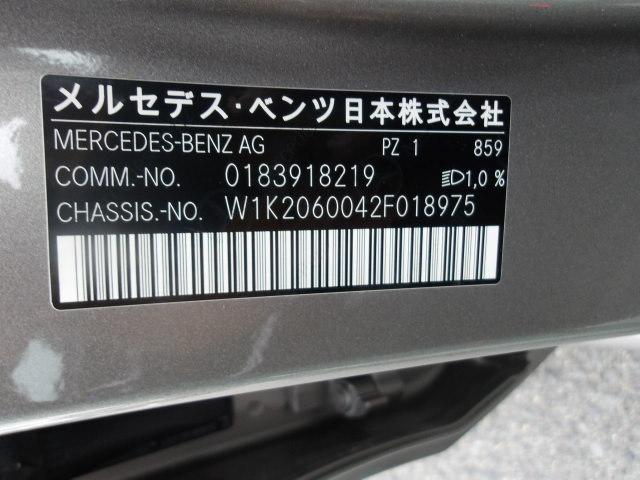 メルセデス・ベンツ日本株式会社
MERCEDES-BENZ AG PZ 1 859
COMM.-NO. 0183918219 1,0 %
CHASSIS.-NO. W1K2060042F018975